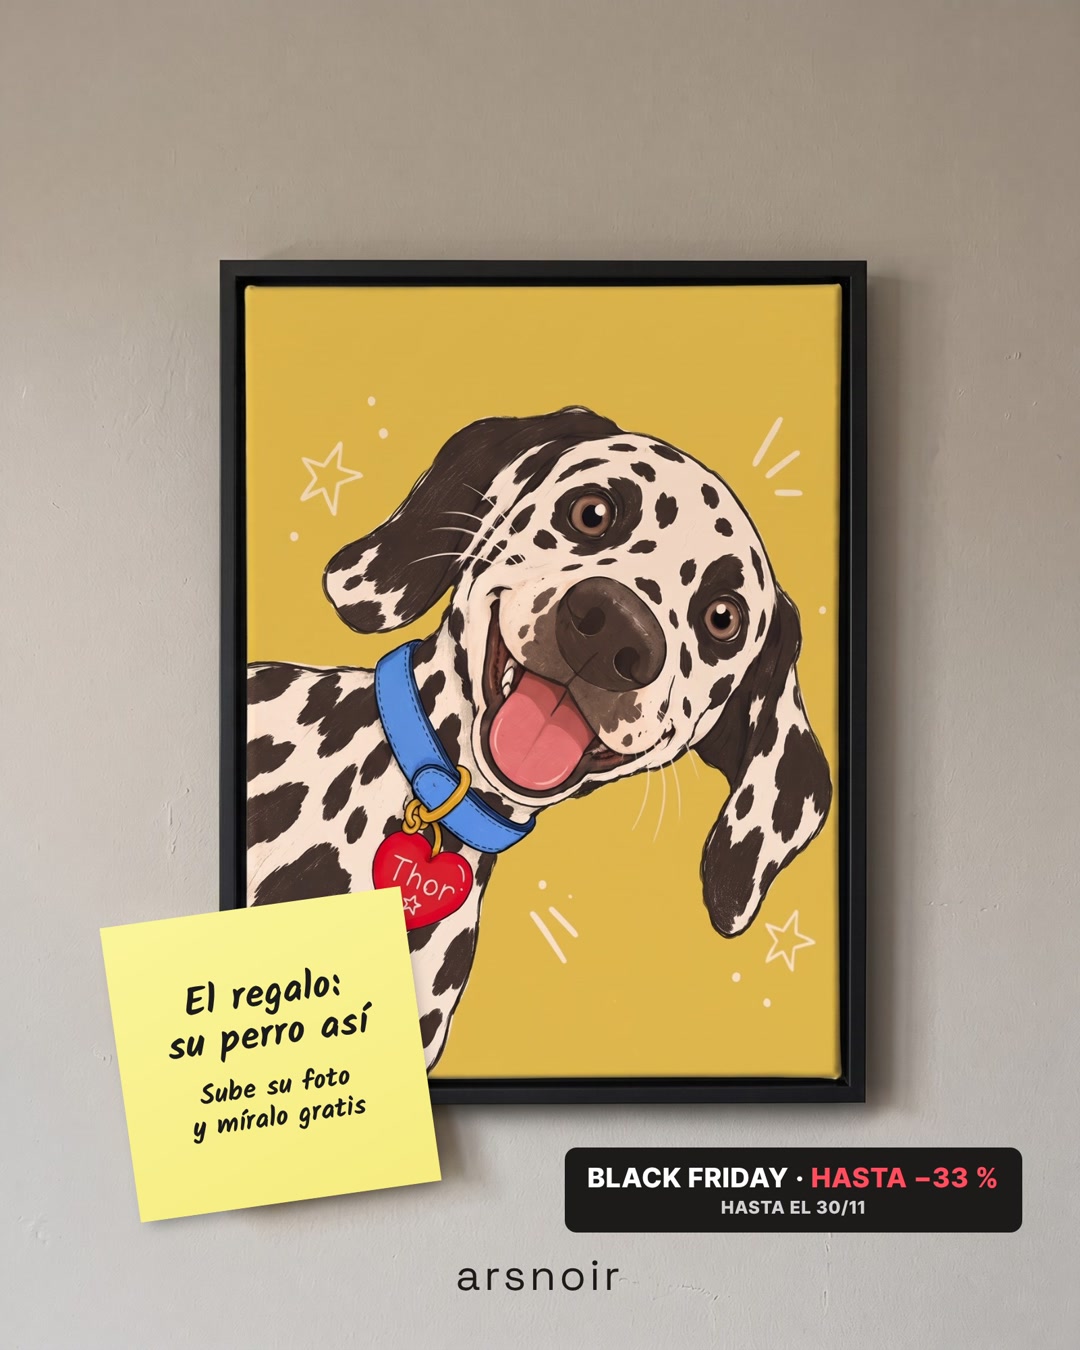 Thor
El regalo:
su perro así
Sube su foto
y míralo gratis
BLACK FRIDAY · HASTA −33 %
HASTA EL 30/11
arsnoir